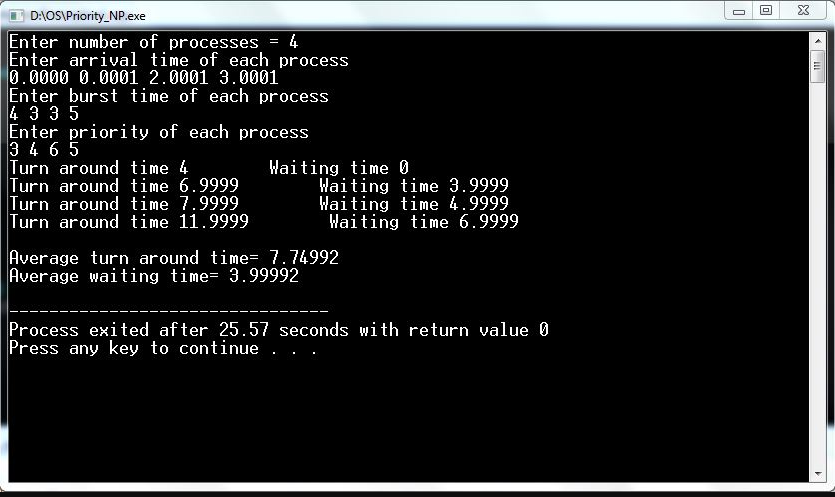 D:\OS\Priority_NP.exe
Enter number of processes = 4
Enter arrival time of each process
0.0000 0.0001 2.0001 3.0001
Enter burst time of each process
4 3 3 5
Enter priority of each process
3 4 6 5
Turn around time 4        Waiting time 0
Turn around time 6.9999        Waiting time 3.9999
Turn around time 7.9999        Waiting time 4.9999
Turn around time 11.9999        Waiting time 6.9999
Average turn around time= 7.74992
Average waiting time= 3.99992
--------------------------------
Process exited after 25.57 seconds with return value 0
Press any key to continue . . .